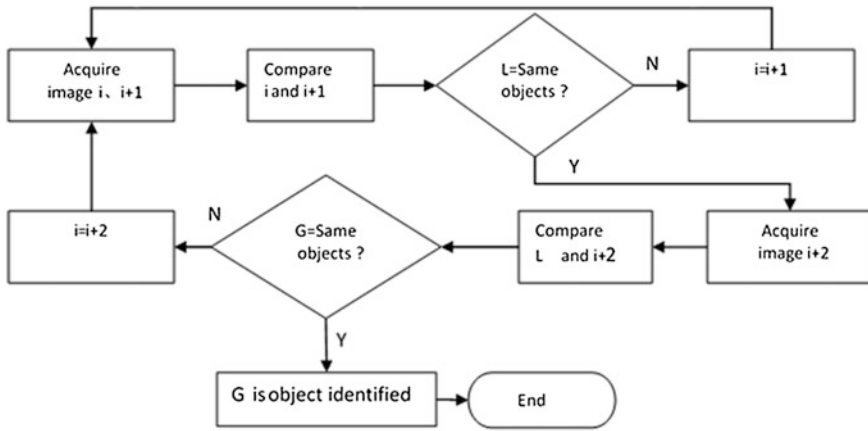 Acquire
image i、i+1
Compare
i and i+1
L=Same
objects ?
N
i=i+1
Y
Acquire
image i+2
Compare
L and i+2
G=Same
objects ?
N
i=i+2
Y
G is object identified
End